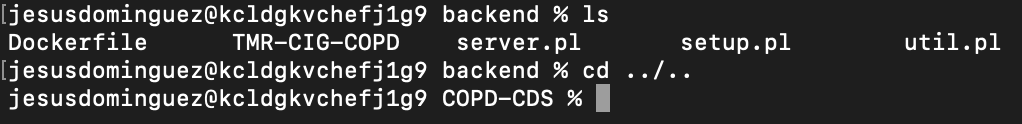 [jesusdominguez@kcldgkvchefj1g9 backend % ls
Dockerfile TMR-CIG-COPD server.pl setup.pl util.pl
[jesusdominguez@kcldgkvchefj1g9 backend % cd ../..
jesusdominguez@kcldgkvchefj1g9 COPD-CDS %